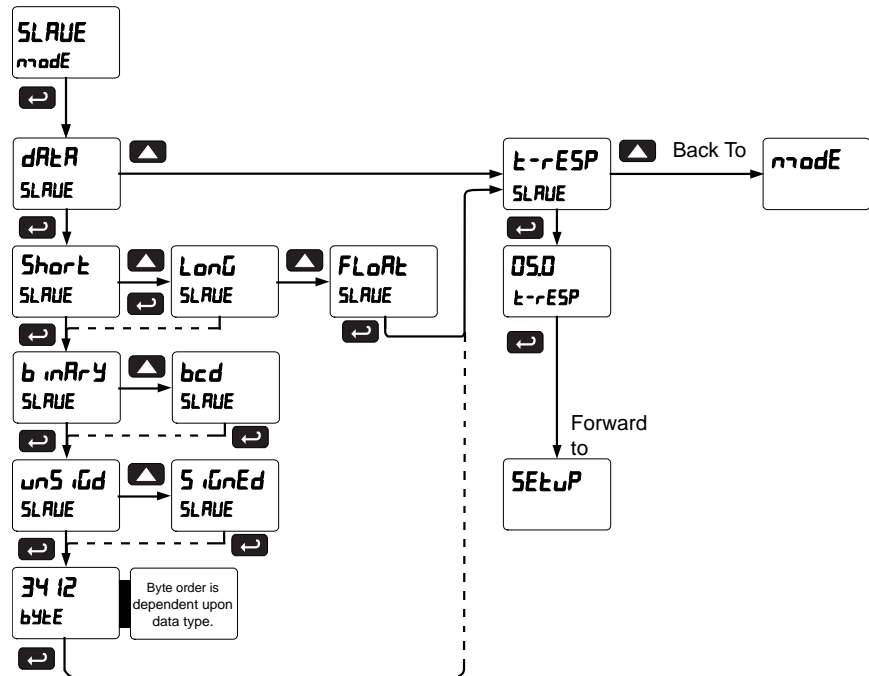 SLAVE
modE
dAtA
SLAVE
t-rESP
SLAVE
Back To
modE
Short
SLAVE
LonG
SLAVE
FLoAt
SLAVE
05.0
t-rESP
binArY
SLAVE
bcd
SLAVE
Forward
to
unSiGd
SLAVE
SiGnEd
SLAVE
SEtuP
3412
bytE
Byte order is
dependent upon
data type.